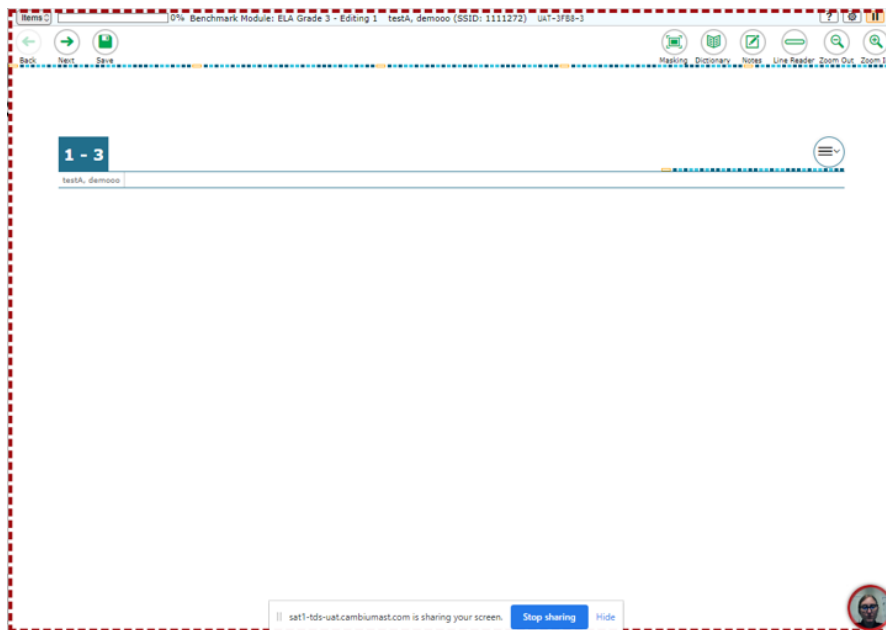 Items 0% Benchmark Module: ELA Grade 3 - Editing 1 testA, demooo (SSID: 1111272) UAT-3FB8-3 ?
Back Next Save Masking Dictionary Notes Line Reader Zoom Out Zoom I
1 - 3
testA, demooo
sat1-tds-uat.cambiumast.com is sharing your screen. Stop sharing Hide